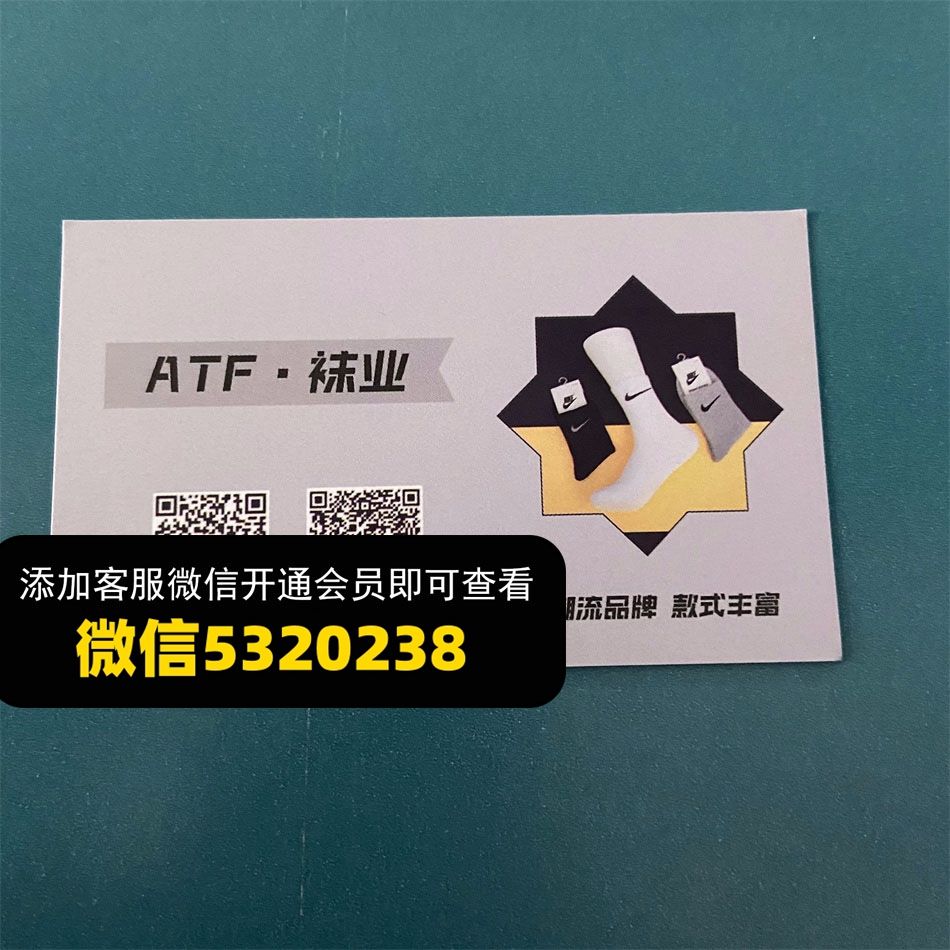 ATF·袜业
添加客服微信开通会员即可查看
微信5320238
潮流品牌 款式丰富